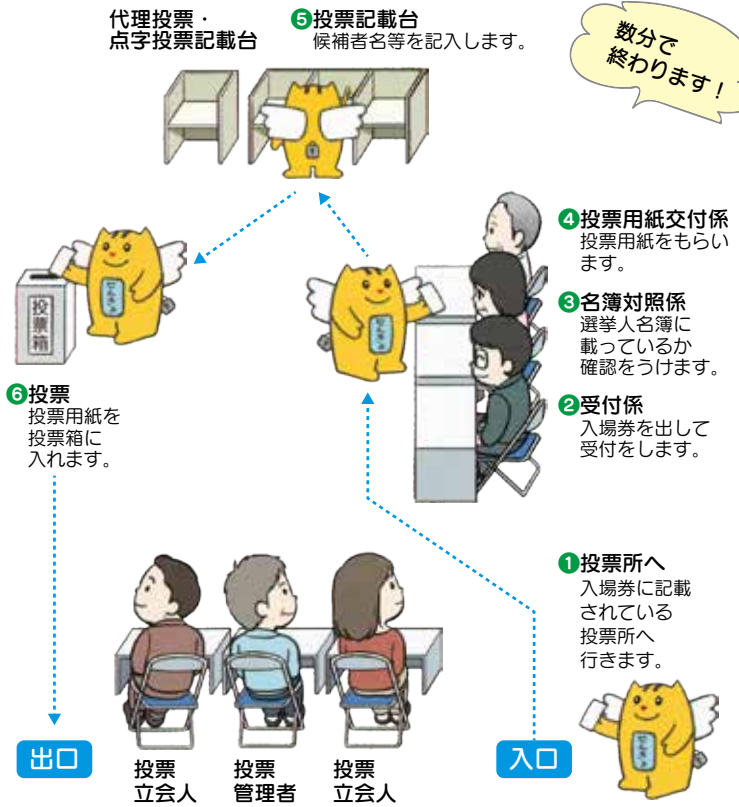 代理投票・
点字投票記載台
❺投票記載台
候補者名等を記入します。
数分で
終わります！
❹投票用紙交付係
投票用紙をもらい
ます。
❸名簿対照係
選挙人名簿に
載っているか
確認をうけます。
❷受付係
入場券を出して
受付をします。
投票箱
❻投票
投票用紙を
投票箱に
入れます。
❶投票所へ
入場券に記載
されている
投票所へ
行きます。
出口
投票
立会人
投票
管理者
投票
立会人
入口